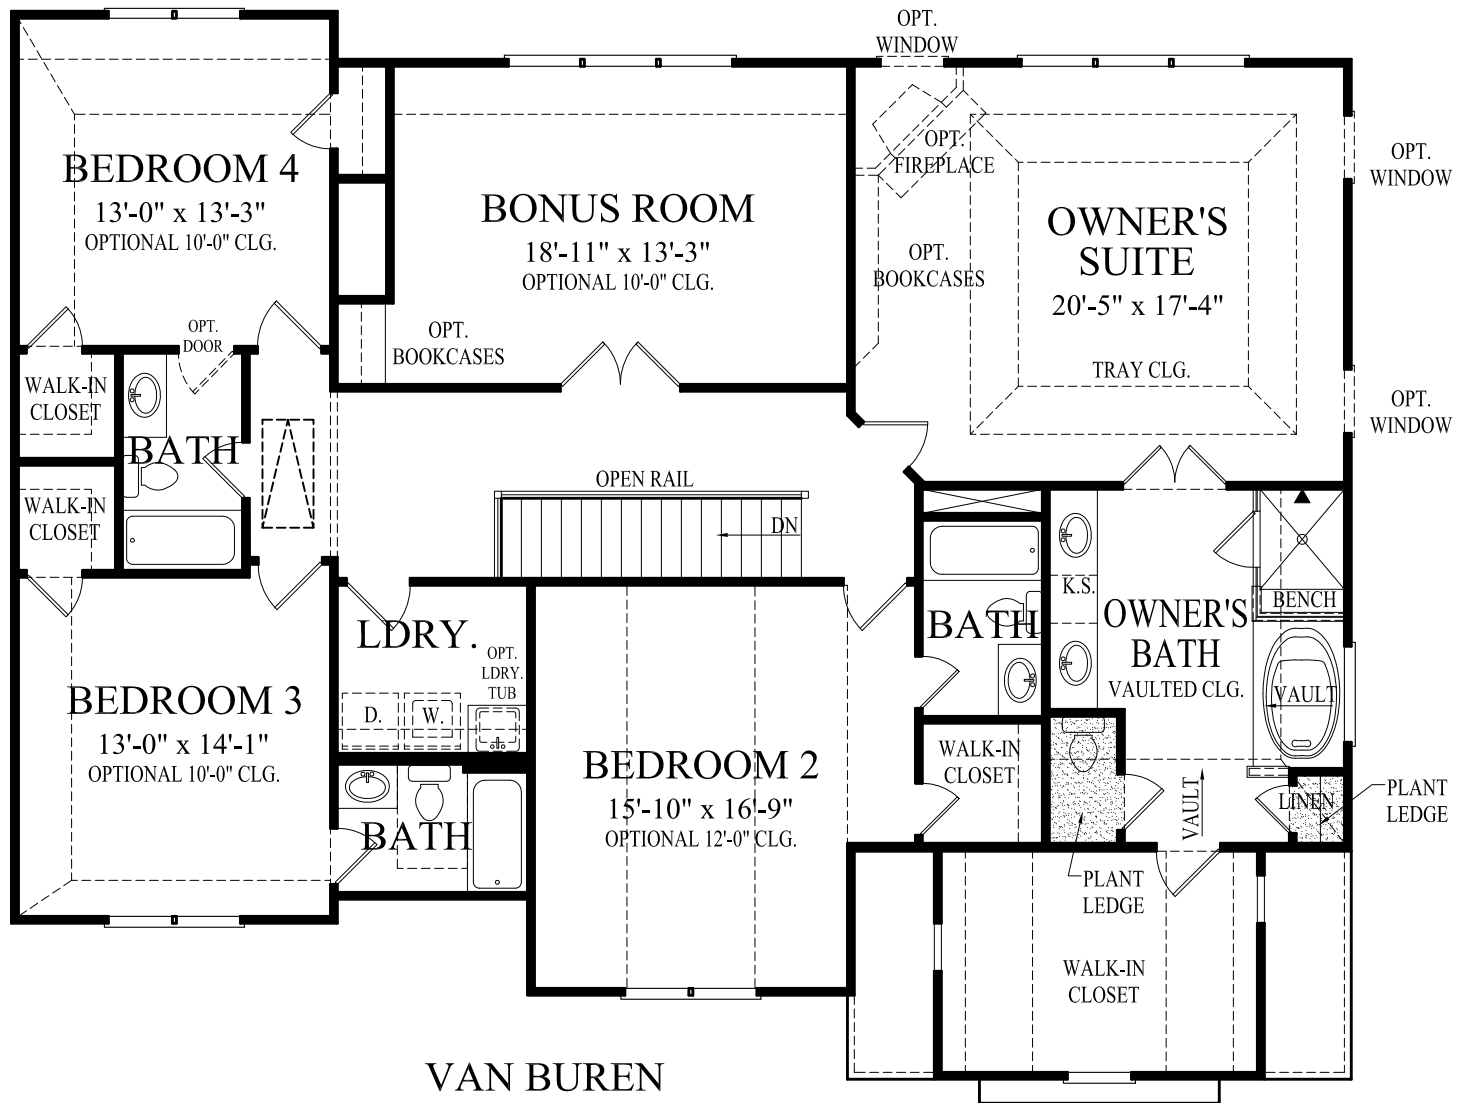 OPT.
WINDOW
BEDROOM 4
13'-0" x 13'-3"
OPTIONAL 10'-0" CLG.
BONUS ROOM
18'-11" x 13'-3"
OPTIONAL 10'-0" CLG.
OPT.
FIREPLACE
OPT.
BOOKCASES
OWNER'S
SUITE
20'-5" x 17'-4"
TRAY CLG.
OPT.
WINDOW
OPT.
WINDOW
OPT.
DOOR
OPT.
BOOKCASES
WALK-IN
CLOSET
BATH
WALK-IN
CLOSET
OPEN RAIL
DN
BEDROOM 3
13'-0" x 14'-1"
OPTIONAL 10'-0" CLG.
LDRY.
OPT.
LDRY.
TUB
D.
W.
BATH
BEDROOM 2
15'-10" x 16'-9"
OPTIONAL 12'-0" CLG.
BATH
WALK-IN
CLOSET
K.S.
OWNER'S
BATH
VAULTED CLG.
BENCH
VAULT
VAULT
LINEN
PLANT
LEDGE
PLANT
LEDGE
WALK-IN
CLOSET
VAN BUREN